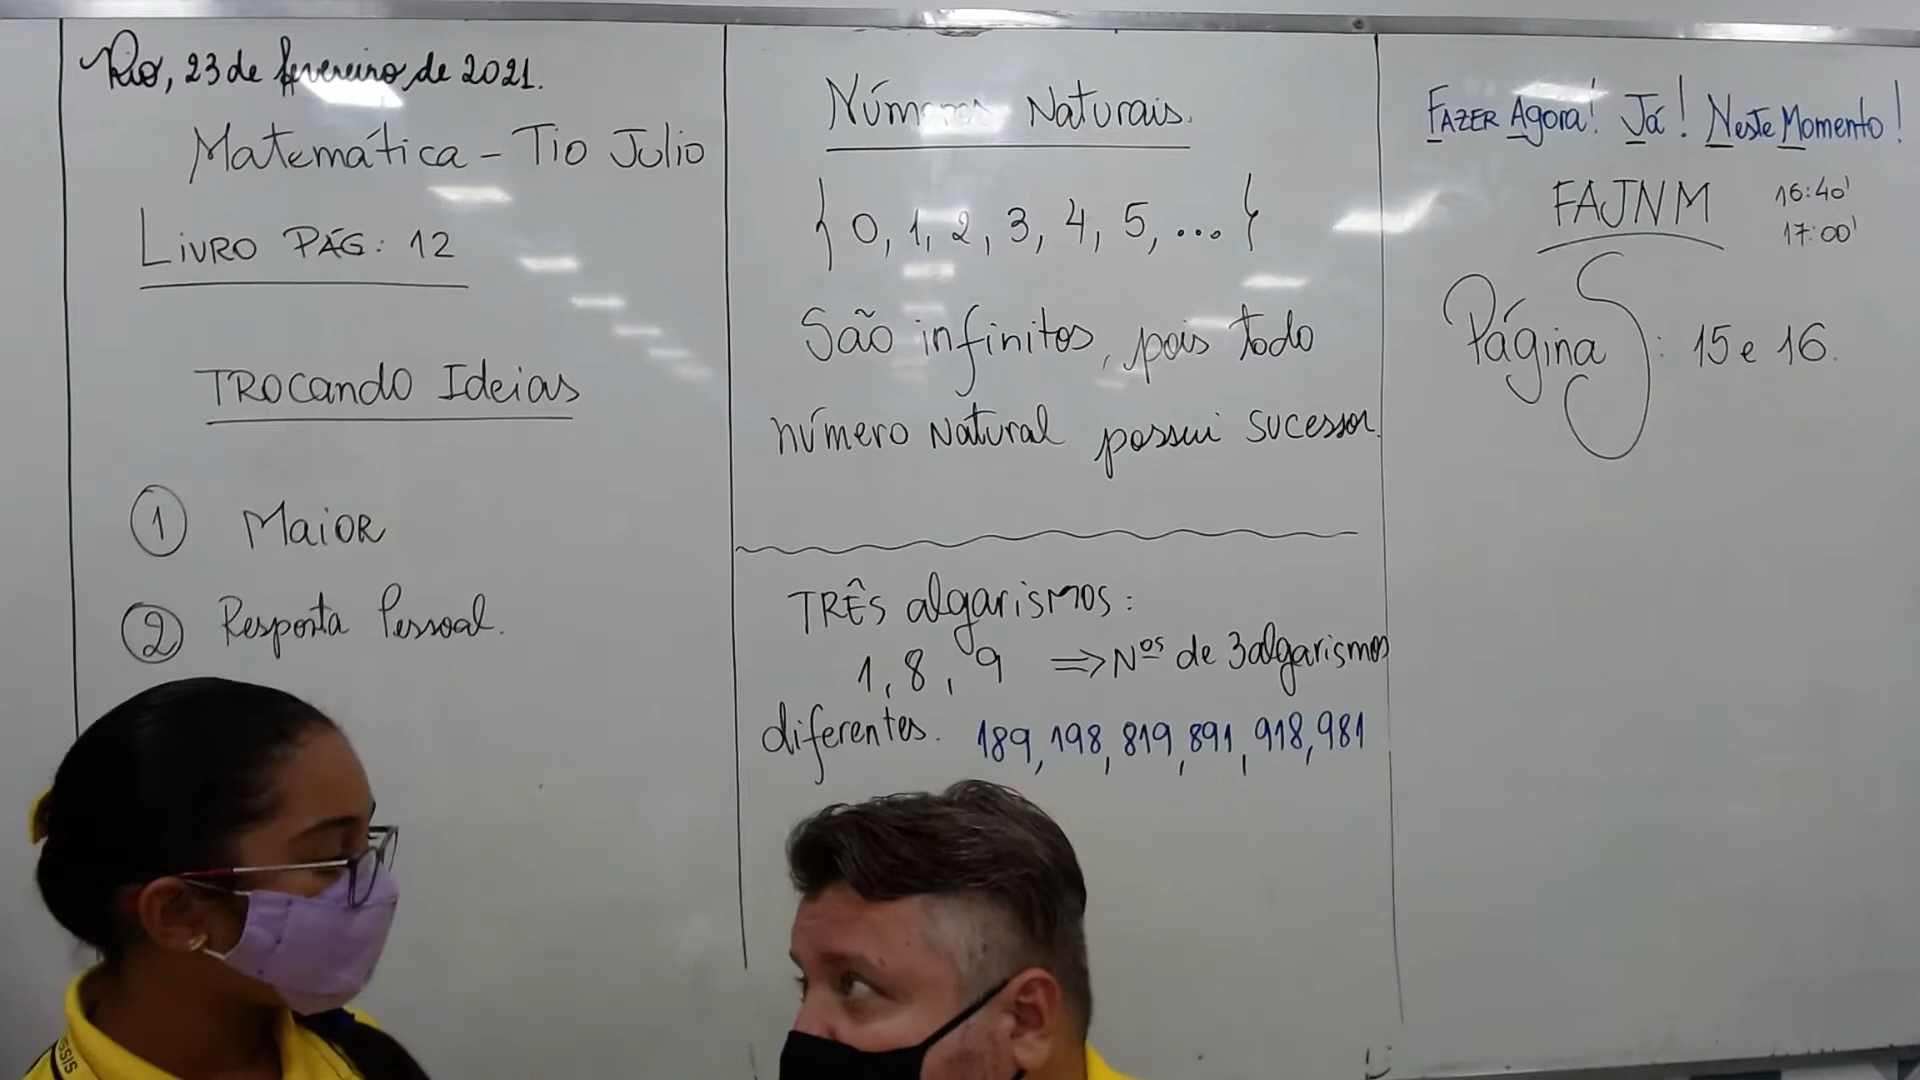 Rio, 23 de fevereiro de 2021.
Matemática - Tio Julio
LIVRO PÁG: 12
TROCANDO IDEIAS
1 MAIOR
2 Resposta Pessoal.
Números Naturais.
{0, 1, 2, 3, 4, 5, ...}
São infinitos, pois todo
número Natural possui sucessor.
TRÊS algarismos:
1, 8, 9 => Nos de 3 algarismos
diferentes. 189, 198, 819, 891, 918, 981
FAZER Agora! Já! Neste Momento!
FAJNM 16:40'
17:00'
PáginaS: 15 e 16.
SISS